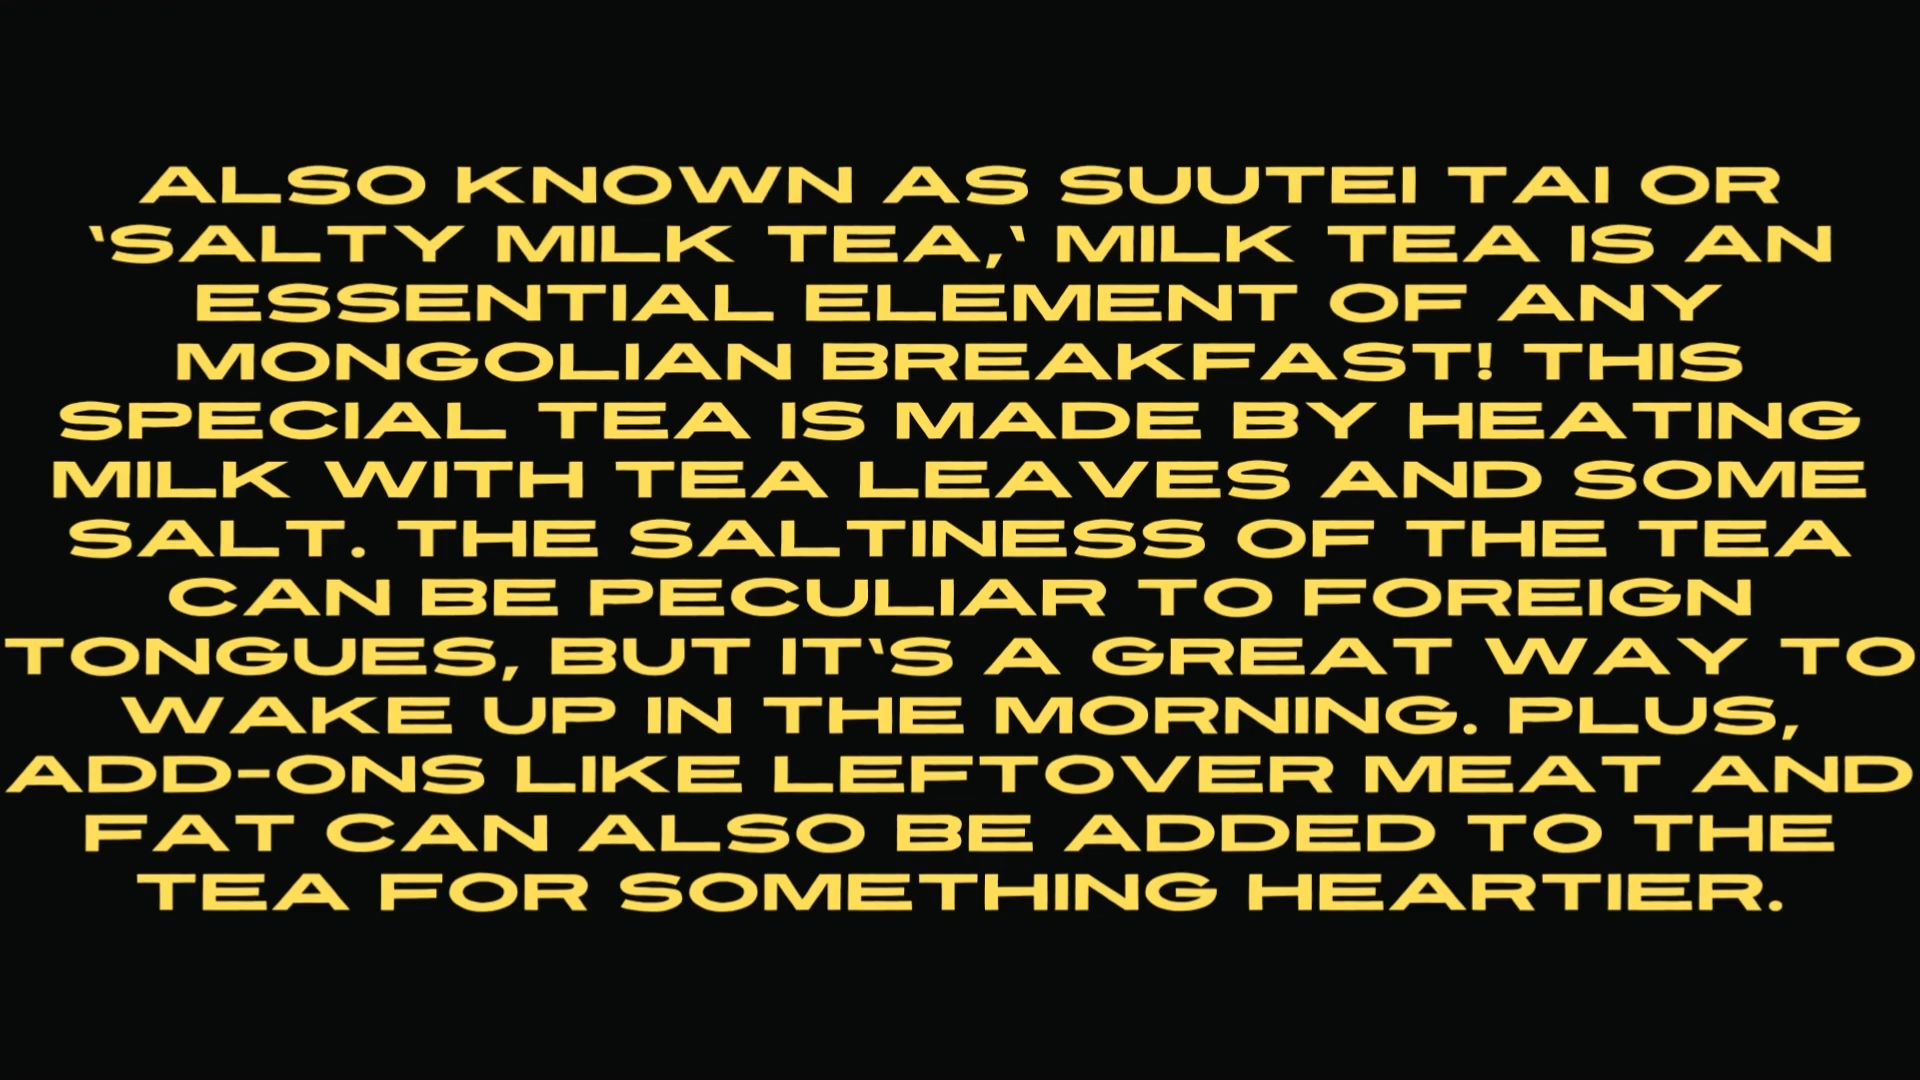 ALSO KNOWN AS SUUTEI TAI OR
‘SALTY MILK TEA,‘ MILK TEA IS AN
ESSENTIAL ELEMENT OF ANY
MONGOLIAN BREAKFAST! THIS
SPECIAL TEA IS MADE BY HEATING
MILK WITH TEA LEAVES AND SOME
SALT. THE SALTINESS OF THE TEA
CAN BE PECULIAR TO FOREIGN
TONGUES, BUT IT‘S A GREAT WAY TO
WAKE UP IN THE MORNING. PLUS,
ADD-ONS LIKE LEFTOVER MEAT AND
FAT CAN ALSO BE ADDED TO THE
TEA FOR SOMETHING HEARTIER.